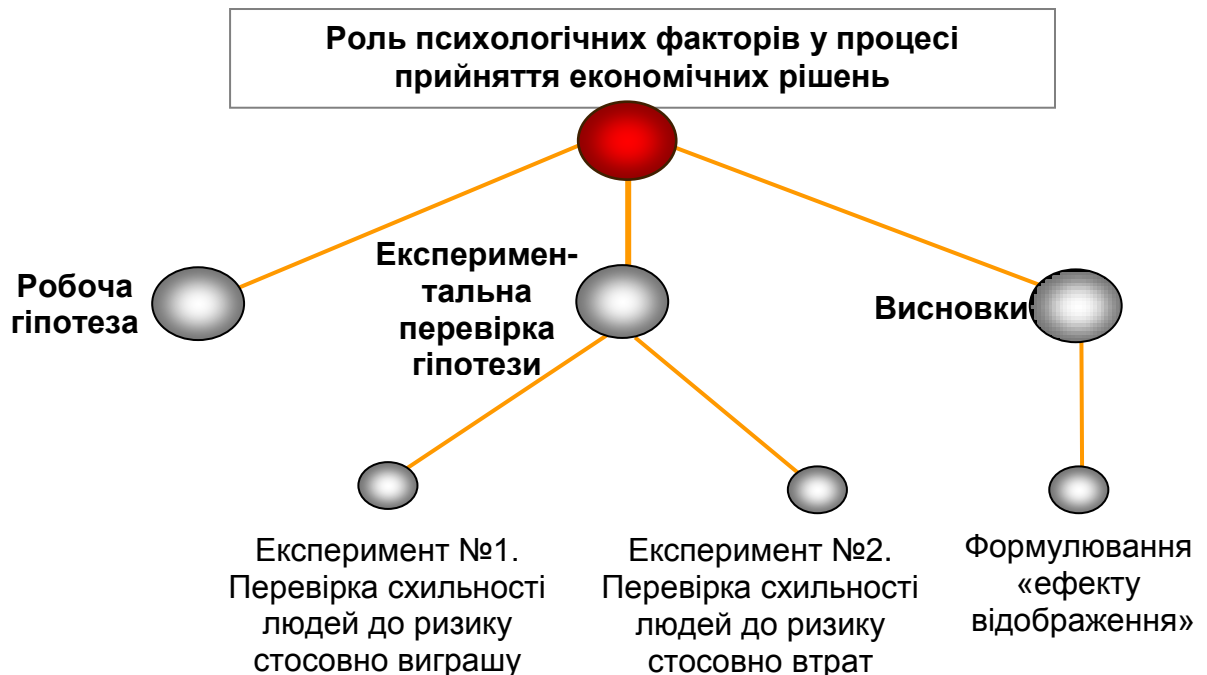 Роль психологічних факторів у процесі
прийняття економічних рішень
Робоча
гіпотеза
Експеримен-
тальна
перевірка
гіпотези
Висновки
Експеримент №1.
Перевірка схильності
людей до ризику
стосовно виграшу
Експеримент №2.
Перевірка схильності
людей до ризику
стосовно втрат
Формулювання
«ефекту
відображення»